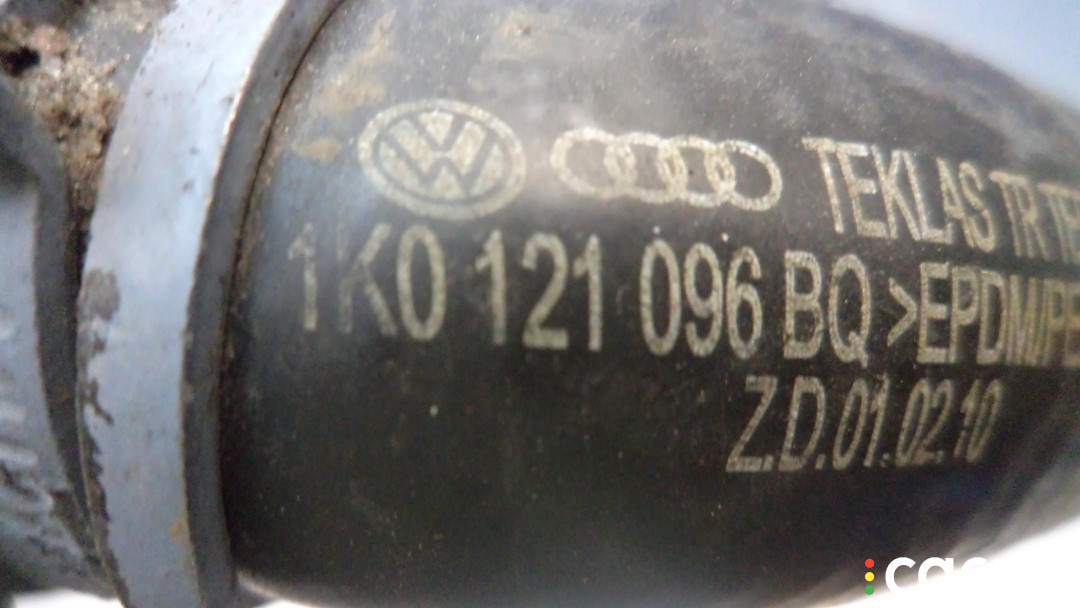 TEKLAS TR
1K0 121 096 BQ >EPDM/PE
Z.D.01.02.10